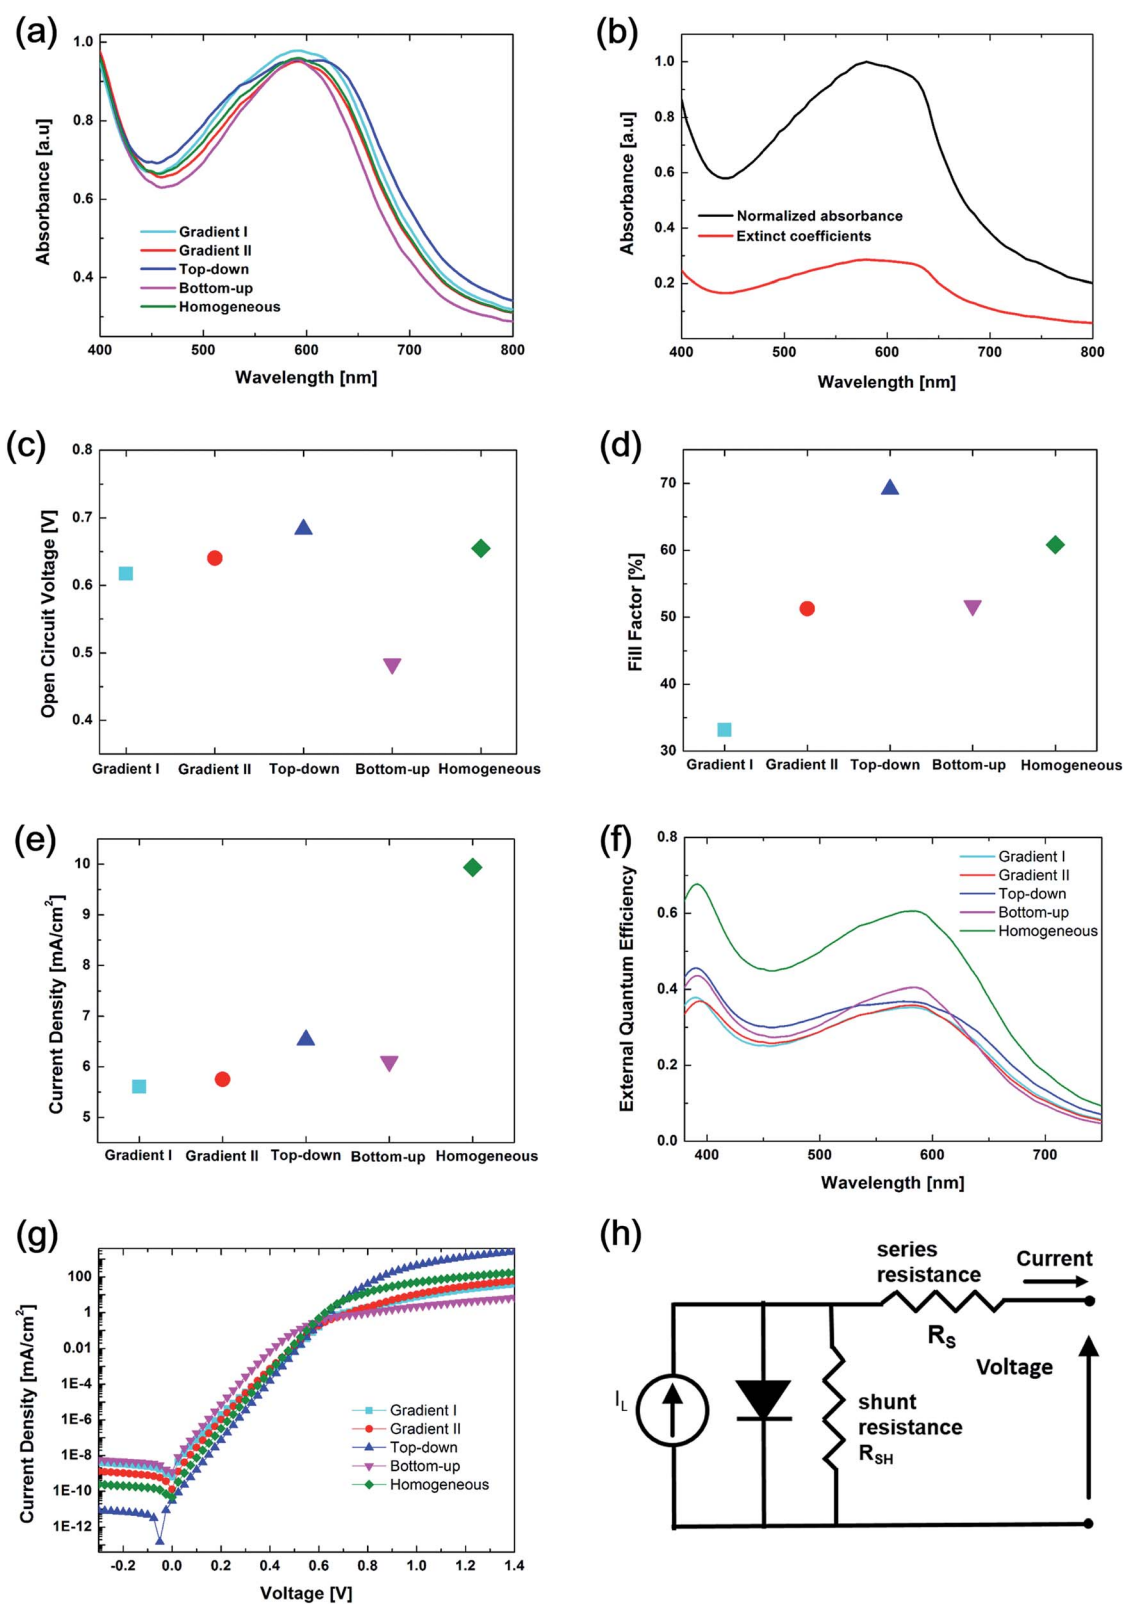 (a)
1.0
0.8
0.6
0.4
Absorbance [a.u]
Gradient I
Gradient II
Top-down
Bottom-up
Homogeneous
400 500 600 700 800
Wavelength [nm]
(b)
1.0
0.8
0.6
0.4
0.2
Absorbance [a.u]
Normalized absorbance
Extinct coefficients
400 500 600 700 800
Wavelength [nm]
(c)
0.8
0.7
0.6
0.5
0.4
Open Circuit Voltage [V]
Gradient I Gradient II Top-down Bottom-up Homogeneous
(d)
70
60
50
40
30
Fill Factor [%]
Gradient I Gradient II Top-down Bottom-up Homogeneous
(e)
10
9
8
7
6
5
Current Density [mA/cm²]
Gradient I Gradient II Top-down Bottom-up Homogeneous
(f)
0.8
0.6
0.4
0.2
0.0
External Quantum Efficiency
Gradient I
Gradient II
Top-down
Bottom-up
Homogeneous
400 500 600 700
Wavelength [nm]
(g)
100
1
0.01
1E-4
1E-6
1E-8
1E-10
1E-12
Current Density [mA/cm²]
Gradient I
Gradient II
Top-down
Bottom-up
Homogeneous
-0.2 0.0 0.2 0.4 0.6 0.8 1.0 1.2 1.4
Voltage [V]
(h)
series
resistance
Current
R_S
Voltage
I_L
shunt
resistance
R_SH